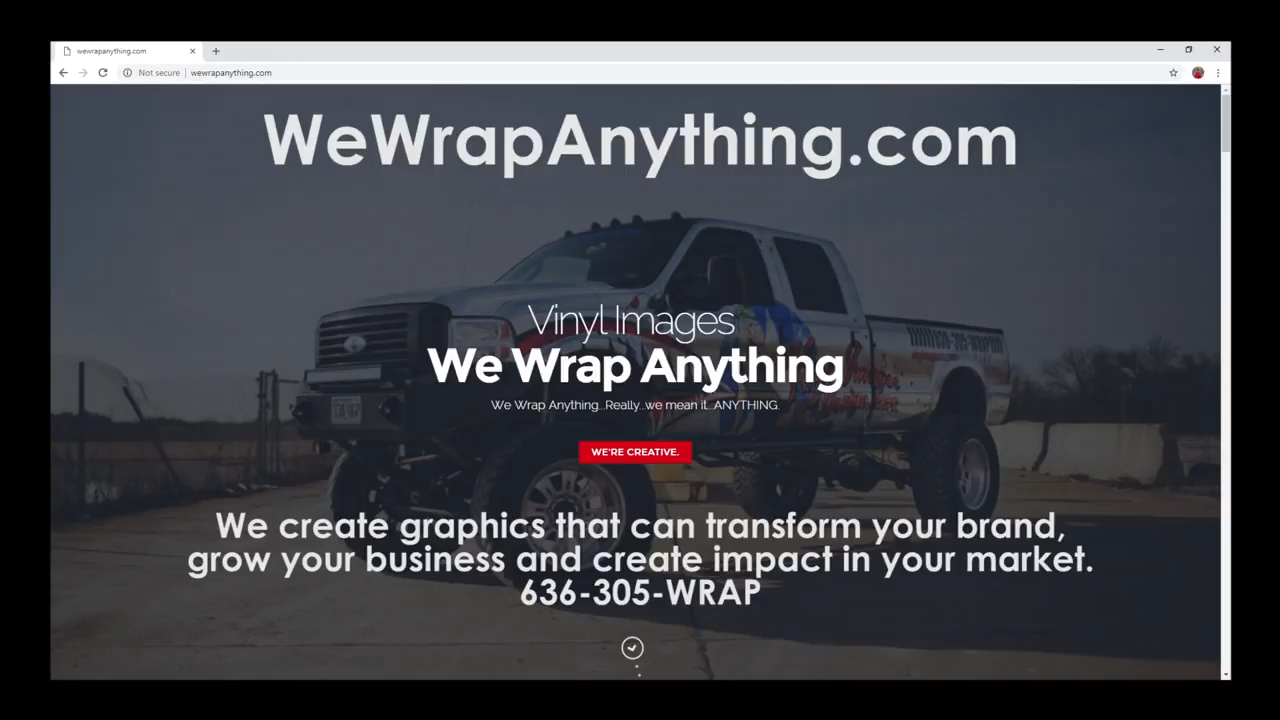 wewrapanything.com
Not secure | wewrapanything.com
WeWrapAnything.com
Vinyl Images
We Wrap Anything
We Wrap Anything...Really...we mean it...ANYTHING.
WE'RE CREATIVE.
We create graphics that can transform your brand,
grow your business and create impact in your market.
636-305-WRAP